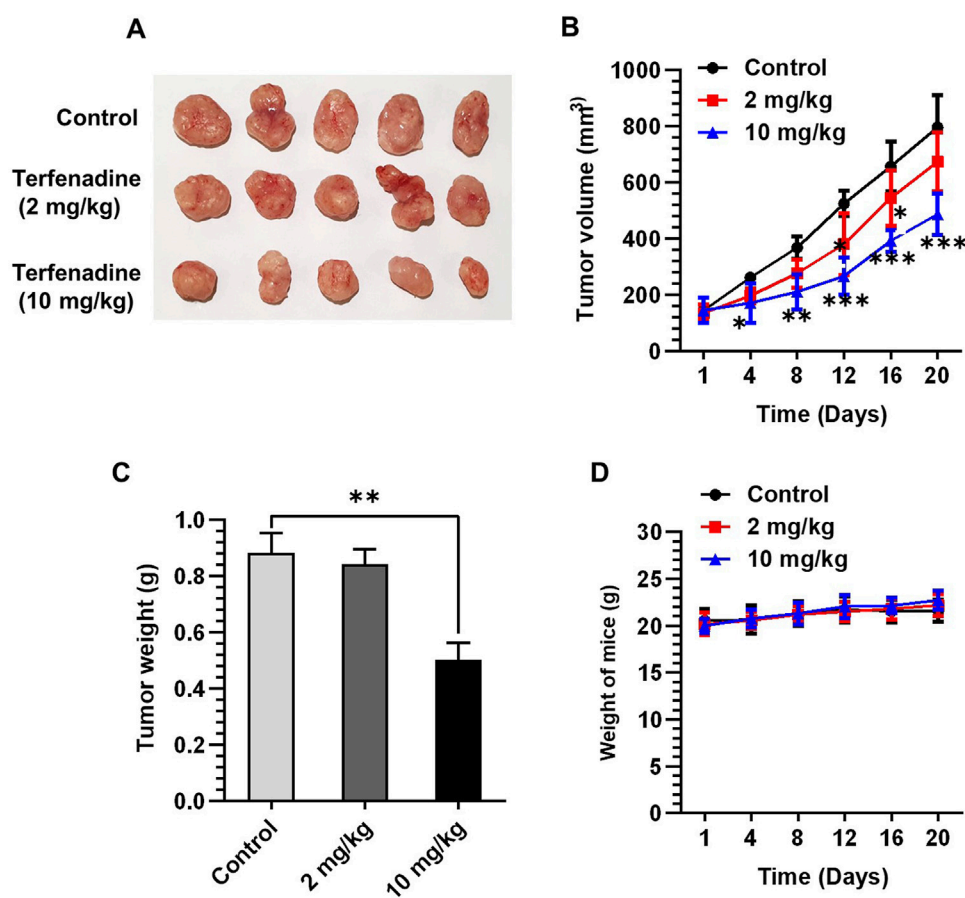 A
Control
Terfenadine
(2 mg/kg)
Terfenadine
(10 mg/kg)
B
Control
2 mg/kg
10 mg/kg
Tumor volume (mm³)
1000
800
600
400
200
0
*
**
*
***
*
***
***
1 4 8 12 16 20
Time (Days)
C
**
Tumor weight (g)
1.0
0.8
0.6
0.4
0.2
0.0
Control
2 mg/kg
10 mg/kg
D
Control
2 mg/kg
10 mg/kg
Weight of mice (g)
30
25
20
15
10
5
0
1 4 8 12 16 20
Time (Days)